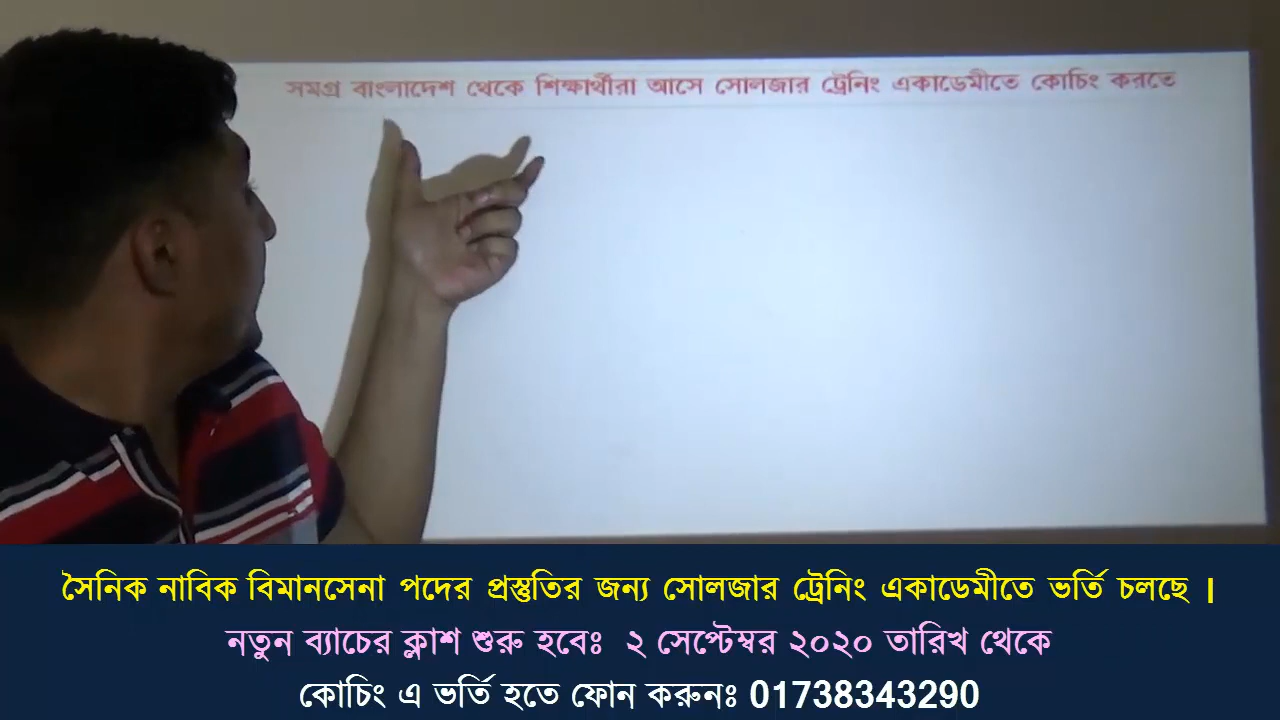 সমগ্র বাংলাদেশ থেকে শিক্ষার্থীরা আসে সোলজার ট্রেনিং একাডেমীতে কোচিং করতে
সৈনিক নাবিক বিমানসেনা পদের প্রস্তুতির জন্য সোলজার ট্রেনিং একাডেমীতে ভর্তি চলছে ।
নতুন ব্যাচের ক্লাশ শুরু হবেঃ ২ সেপ্টেম্বর ২০২০ তারিখ থেকে
কোচিং এ ভর্তি হতে ফোন করুনঃ 01738343290